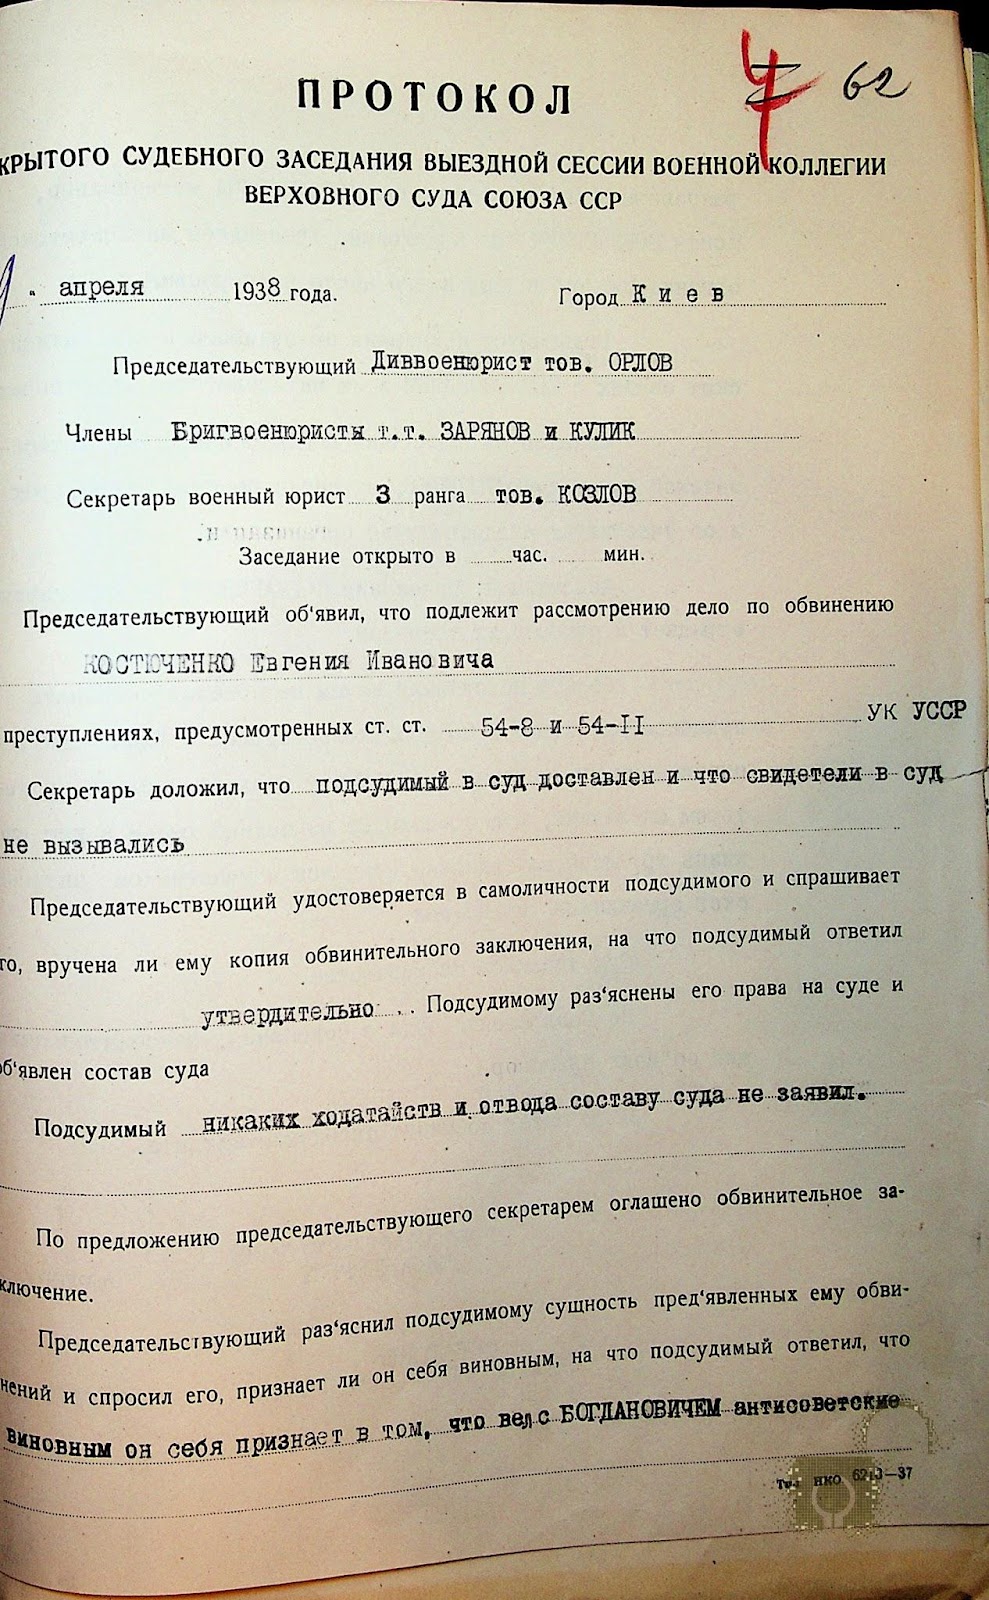 62
ПРОТОКОЛ
КРЫТОГО СУДЕБНОГО ЗАСЕДАНИЯ ВЫЕЗДНОЙ СЕССИИ ВОЕННОЙ КОЛЛЕГИИ
ВЕРХОВНОГО СУДА СОЮЗА ССР
" апреля 1938 года. Город Киев
Председательствующий Диввоенюрист тов. ОРЛОВ
Члены Бригвоенюристы т.т. ЗАРЯНОВ и КУЛИК
Секретарь военный юрист 3 ранга тов. КОЗЛОВ
Заседание открыто в час. мин.
Председательствующий об'явил, что подлежит рассмотрению дело по обвинению
КОСТЮЧЕНКО Евгения Ивановича
преступлениях, предусмотренных ст. ст. 54-8 и 54-II УК УССР
Секретарь доложил, что подсудимый в суд доставлен и что свидетели в суд
не вызывались
Председательствующий удостоверяется в самоличности подсудимого и спрашивает
го, вручена ли ему копия обвинительного заключения, на что подсудимый ответил
утвердительно . Подсудимому раз'яснены его права на суде и
об'явлен состав суда
Подсудимый никаких ходатайств и отвода составу суда не заявил.
По предложению председательствующего секретарем оглашено обвинительное за-
ключение.
Председательствующий раз'яснил подсудимому сущность пред'явленных ему обви-
нений и спросил его, признает ли он себя виновным, на что подсудимый ответил, что
виновным он себя признает в том, что вел с БОГДАНОВИЧЕМ антисоветские